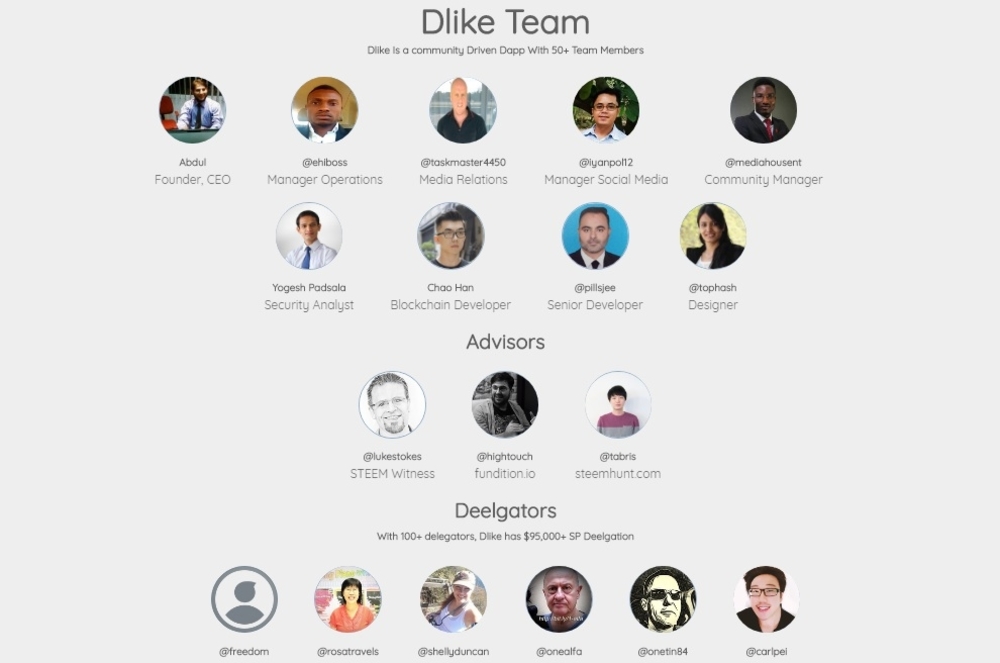 Dlike Team
Dlike Is a community Driven Dapp With 50+ Team Members
Abdul @ehiboss @taskmaster4450 @iyanpol12 @mediahousent
Founder, CEO Manager Operations Media Relations Manager Social Media Community Manager
Yogesh Padsala Chao Han @pillsjee @tophash
Security Analyst Blockchain Developer Senior Developer Designer
Advisors
@lukestokes @hightouch @tabris
STEEM Witness fundition.io steemhunt.com
Deelgators
With 100+ delegators, Dlike has $95,000+ SP Deelgation
@freedom @rosatravels @shellyduncan @onealfa @onetin84 @carlpei